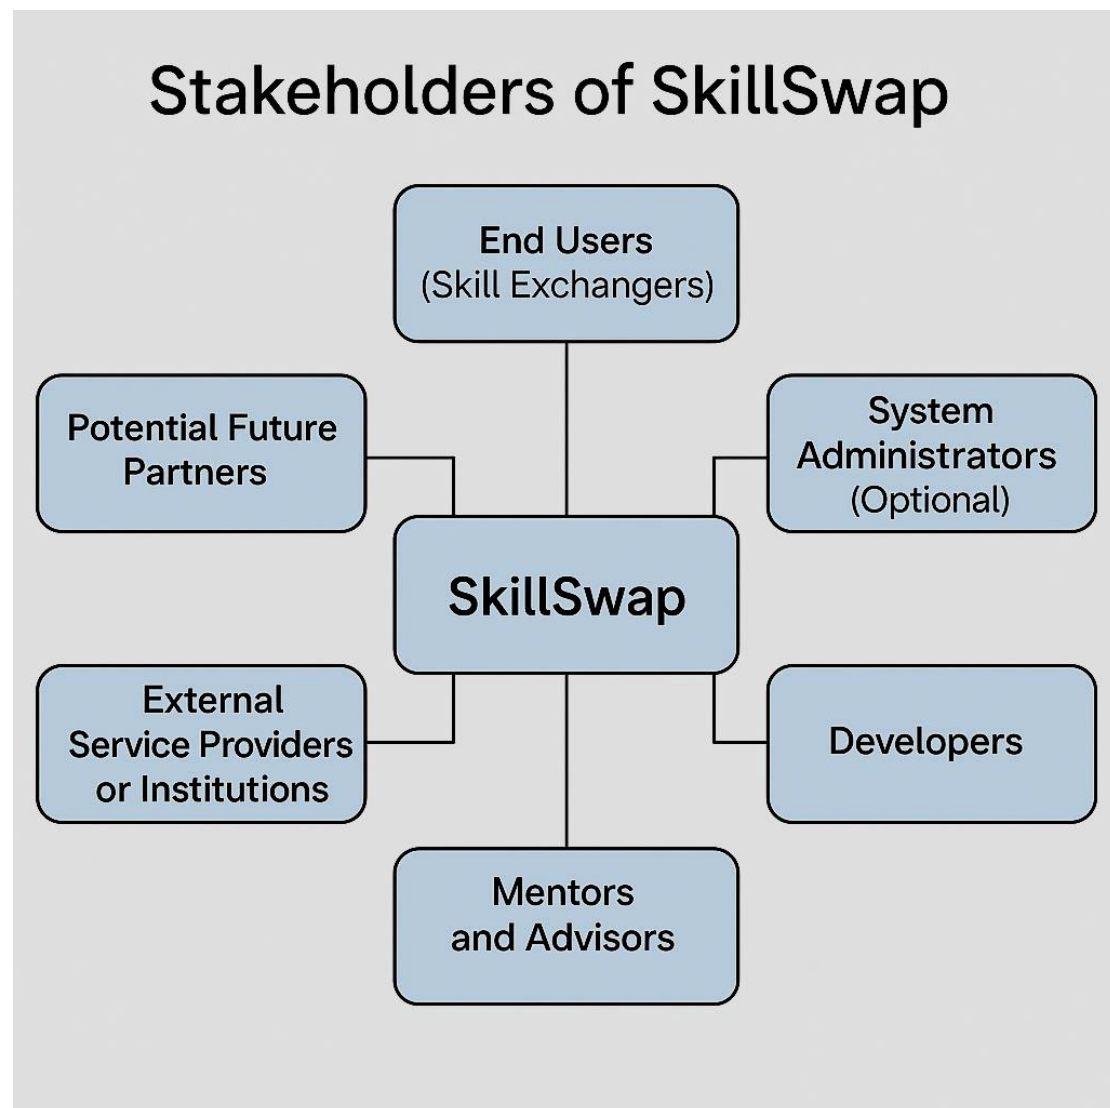 Stakeholders of SkillSwap
End Users
(Skill Exchangers)
Potential Future
Partners
System
Administrators
(Optional)
SkillSwap
External
Service Providers
or Institutions
Developers
Mentors
and Advisors